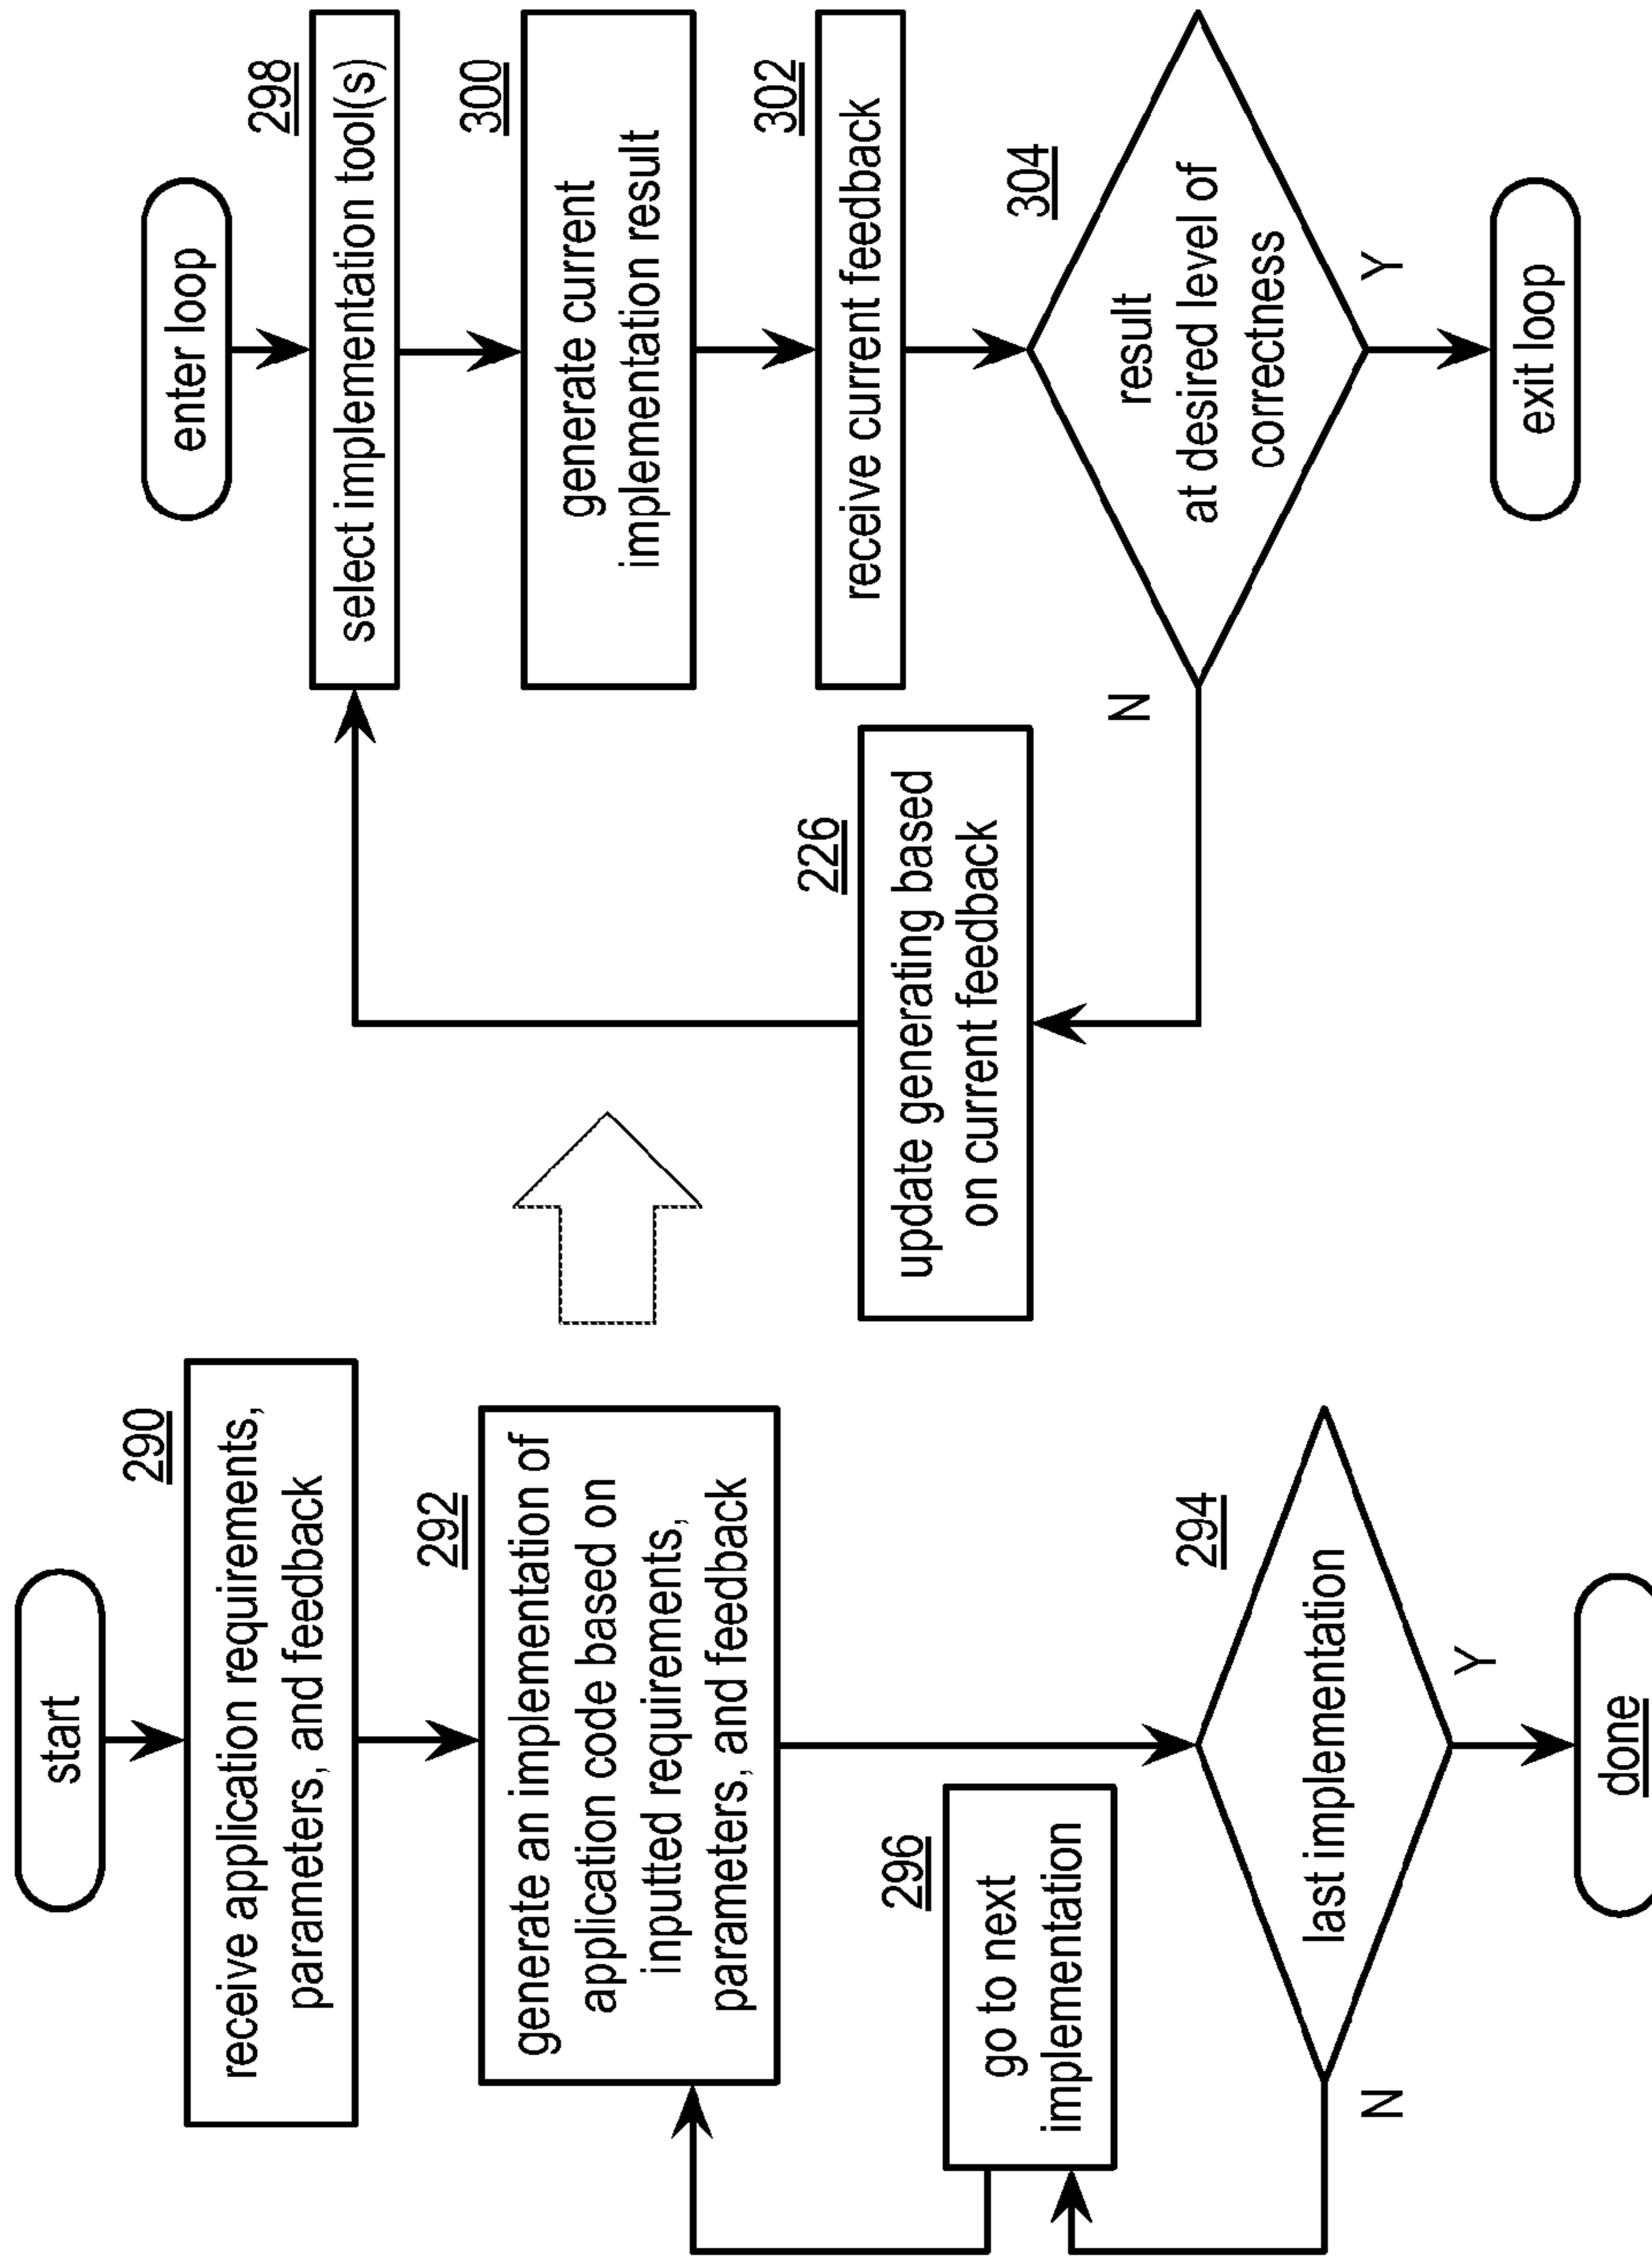 start
290
receive application requirements,
parameters, and feedback
292
generate an implementation of
application code based on
inputted requirements,
parameters, and feedback
296
go to next
implementation
294
last implementation
N
Y
done
enter loop
298
select implementation tool(s)
300
generate current
implementation result
302
receive current feedback
304
result
at desired level of
correctness
N
Y
226
update generating based
on current feedback
exit loop